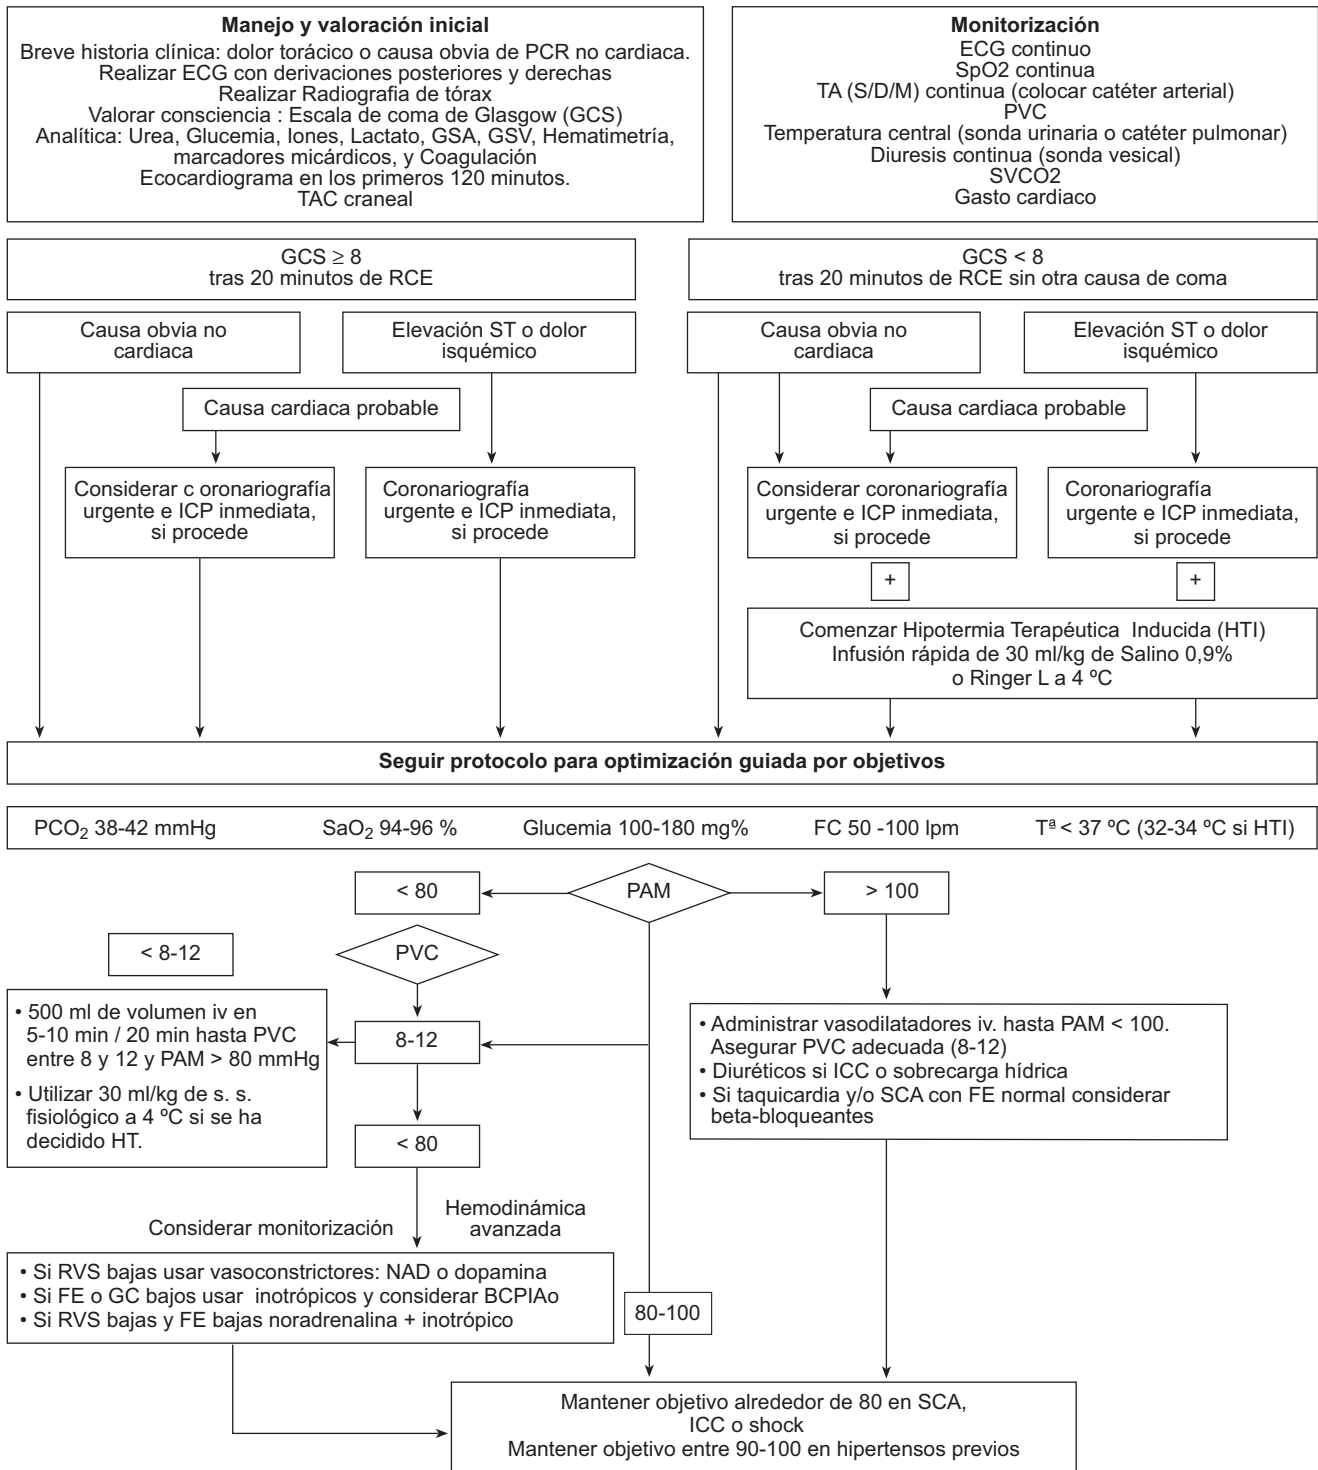 Manejo y valoración inicial
Breve historia clínica: dolor torácico o causa obvia de PCR no cardiaca.
Realizar ECG con derivaciones posteriores y derechas
Realizar Radiografia de tórax
Valorar consciencia : Escala de coma de Glasgow (GCS)
Analítica: Urea, Glucemia, Iones, Lactato, GSA, GSV, Hematimetría,
marcadores micárdicos, y Coagulación
Ecocardiograma en los primeros 120 minutos.
TAC craneal
Monitorización
ECG continuo
SpO2 continua
TA (S/D/M) continua (colocar catéter arterial)
PVC
Temperatura central (sonda urinaria o catéter pulmonar)
Diuresis continua (sonda vesical)
SVCO2
Gasto cardiaco
GCS ≥ 8
tras 20 minutos de RCE
GCS < 8
tras 20 minutos de RCE sin otra causa de coma
Causa obvia no
cardiaca
Elevación ST o dolor
isquémico
Causa obvia no
cardiaca
Elevación ST o dolor
isquémico
Causa cardiaca probable
Causa cardiaca probable
Considerar c oronariografía
urgente e ICP inmediata,
si procede
Coronariografía
urgente e ICP inmediata,
si procede
Considerar coronariografía
urgente e ICP inmediata,
si procede
Coronariografía
urgente e ICP inmediata,
si procede
+
+
Comenzar Hipotermia Terapéutica Inducida (HTI)
Infusión rápida de 30 ml/kg de Salino 0,9%
o Ringer L a 4 ºC
Seguir protocolo para optimización guiada por objetivos
PCO2 38-42 mmHg
SaO2 94-96 %
Glucemia 100-180 mg%
FC 50 -100 lpm
Tª < 37 ºC (32-34 ºC si HTI)
< 80
PAM
> 100
< 8-12
PVC
• 500 ml de volumen iv en
5-10 min / 20 min hasta PVC
entre 8 y 12 y PAM > 80 mmHg
• Utilizar 30 ml/kg de s. s.
fisiológico a 4 ºC si se ha
decidido HT.
8-12
• Administrar vasodilatadores iv. hasta PAM < 100.
Asegurar PVC adecuada (8-12)
• Diuréticos si ICC o sobrecarga hídrica
• Si taquicardia y/o SCA con FE normal considerar
beta-bloqueantes
< 80
Considerar monitorización
Hemodinámica
avanzada
• Si RVS bajas usar vasoconstrictores: NAD o dopamina
• Si FE o GC bajos usar inotrópicos y considerar BCPIAo
• Si RVS bajas y FE bajas noradrenalina + inotrópico
80-100
Mantener objetivo alrededor de 80 en SCA,
ICC o shock
Mantener objetivo entre 90-100 en hipertensos previos